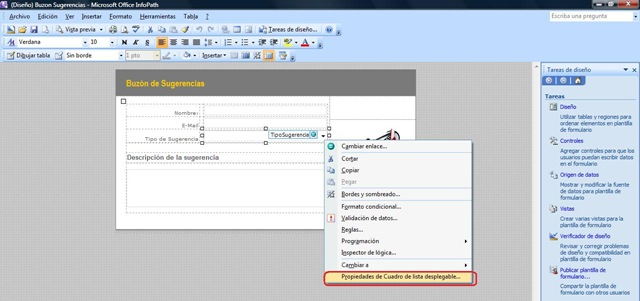 (Diseño) Buzon Sugerencias - Microsoft Office InfoPath
Archivo Edición Ver Insertar Formato Herramientas Tabla ?
Escriba una pregunta
Vista previa
Tareas de diseño...
Verdana 10
Dibujar tabla Sin borde 1 pto Insertar
Buzón de Sugerencias
Nombre:
E-Mail
Tipo de Sugerencia
TipoSugerencia
Descripción de la sugerencia
Cambiar enlace...
Cortar
Copiar
Pegar
Bordes y sombreado...
Formato condicional...
Validación de datos...
Reglas...
Programación
Inspector de lógica...
Cambiar a
Propiedades de Cuadro de lista desplegable...
Tareas de diseño
Tareas
Diseño
Utilizar tablas y regiones para
ordenar elementos en el plantilla
de formulario
Controles
Agregar controles para que los
usuarios puedan escribir datos
en el formulario
Origen de datos
Mostrar y modificar la fuente
de datos para plantilla de
formulario
Vistas
Crear varias vistas para la
plantilla de formulario
Verificador de diseño
Revisar y corregir problemas
de diseño y compatibilidad en
la plantilla de formulario
Publicar plantilla de
formulario...
Compartir la plantilla de
formulario con otros usuarios